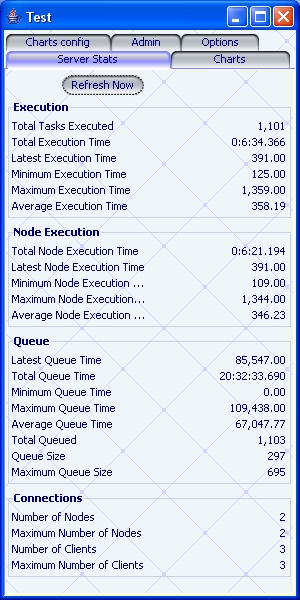 Test
Charts config Admin Options
Server Stats Charts
Refresh Now
Execution
Total Tasks Executed 1,101
Total Execution Time 0:6:34.366
Latest Execution Time 391.00
Minimum Execution Time 125.00
Maximum Execution Time 1,359.00
Average Execution Time 358.19
Node Execution
Total Node Execution Time 0:6:21.194
Latest Node Execution Time 391.00
Minimum Node Execution ... 109.00
Maximum Node Execution... 1,344.00
Average Node Execution ... 346.23
Queue
Latest Queue Time 85,547.00
Total Queue Time 20:32:33.690
Minimum Queue Time 0.00
Maximum Queue Time 109,438.00
Average Queue Time 67,047.77
Total Queued 1,103
Queue Size 297
Maximum Queue Size 695
Connections
Number of Nodes 2
Maximum Number of Nodes 2
Number of Clients 3
Maximum Number of Clients 3